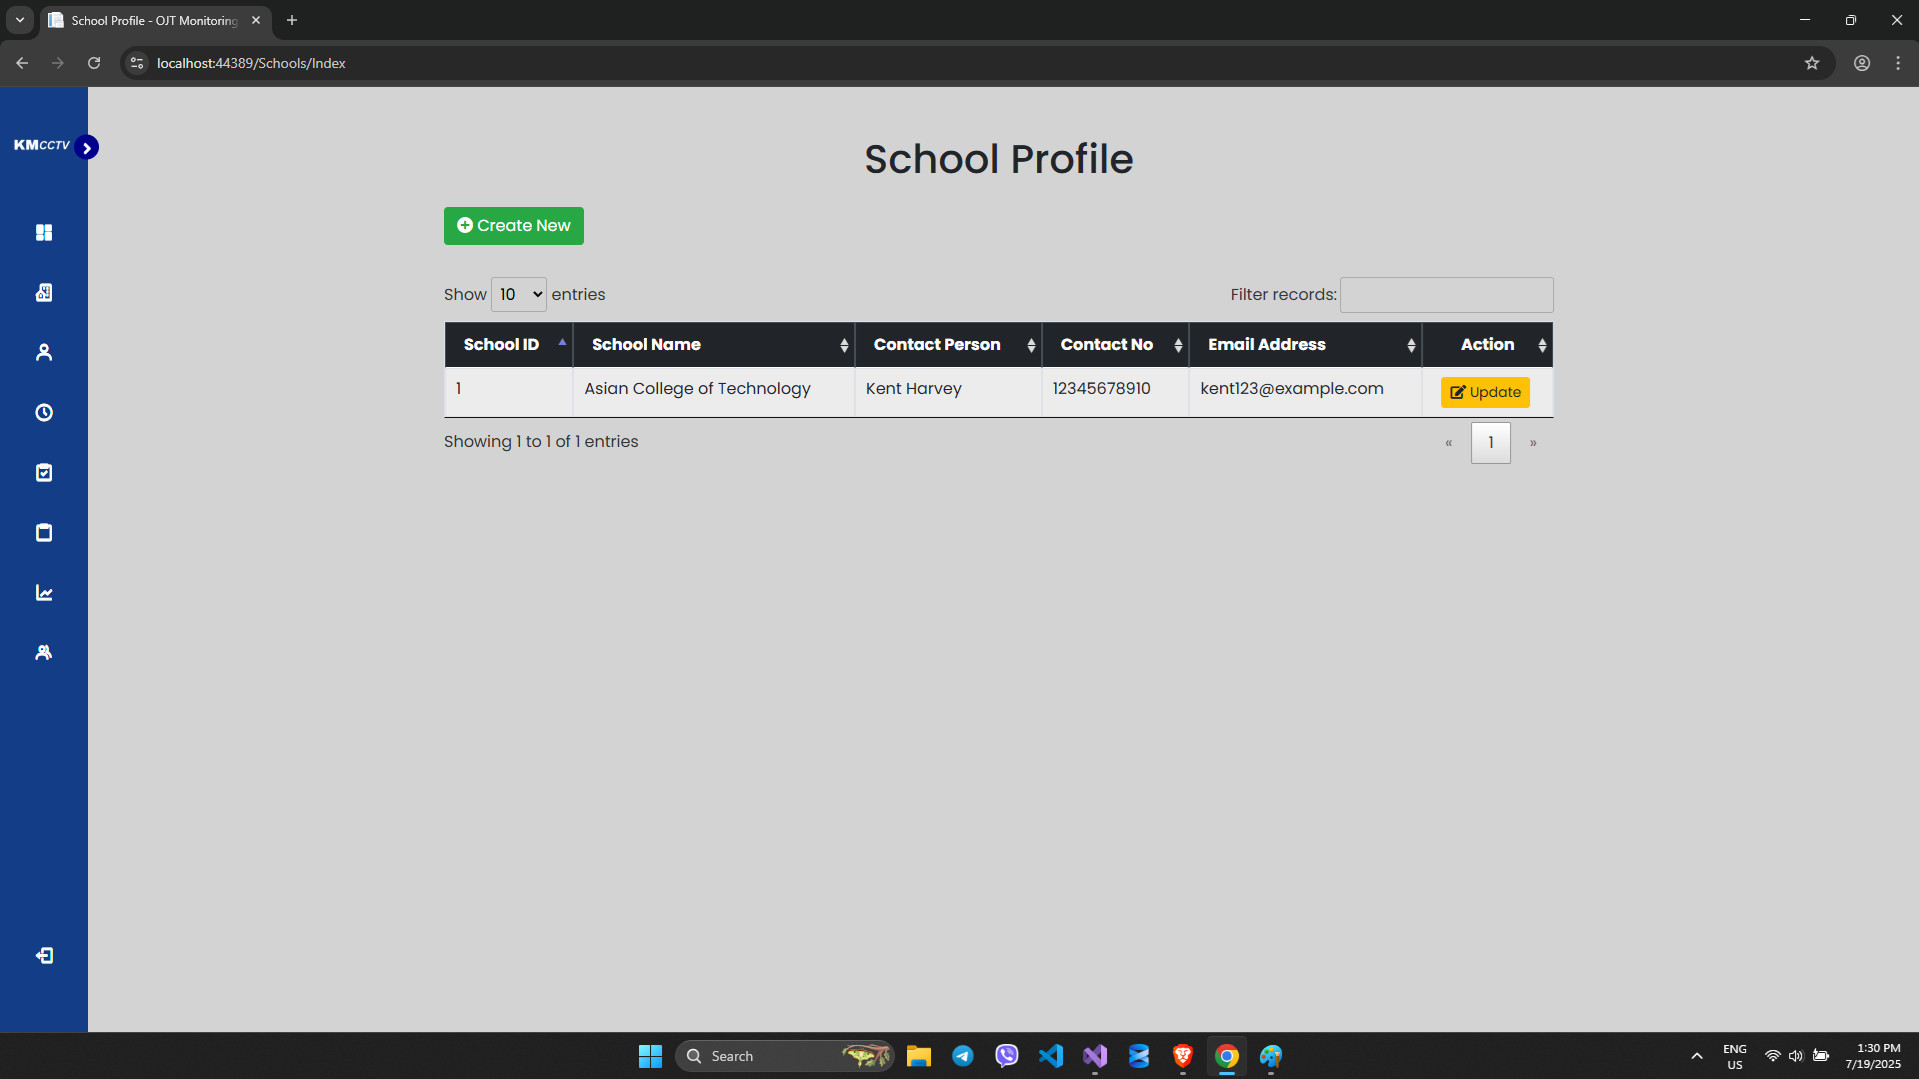 School Profile - OJT Monitoring
localhost:44389/Schools/Index
KMCCTV
School Profile
Create New
Show 10 entries
Filter records:
School ID School Name Contact Person Contact No Email Address Action
1 Asian College of Technology Kent Harvey 12345678910 kent123@example.com Update
Showing 1 to 1 of 1 entries
« 1 »
Search
ENG
US
1:30 PM
7/19/2025